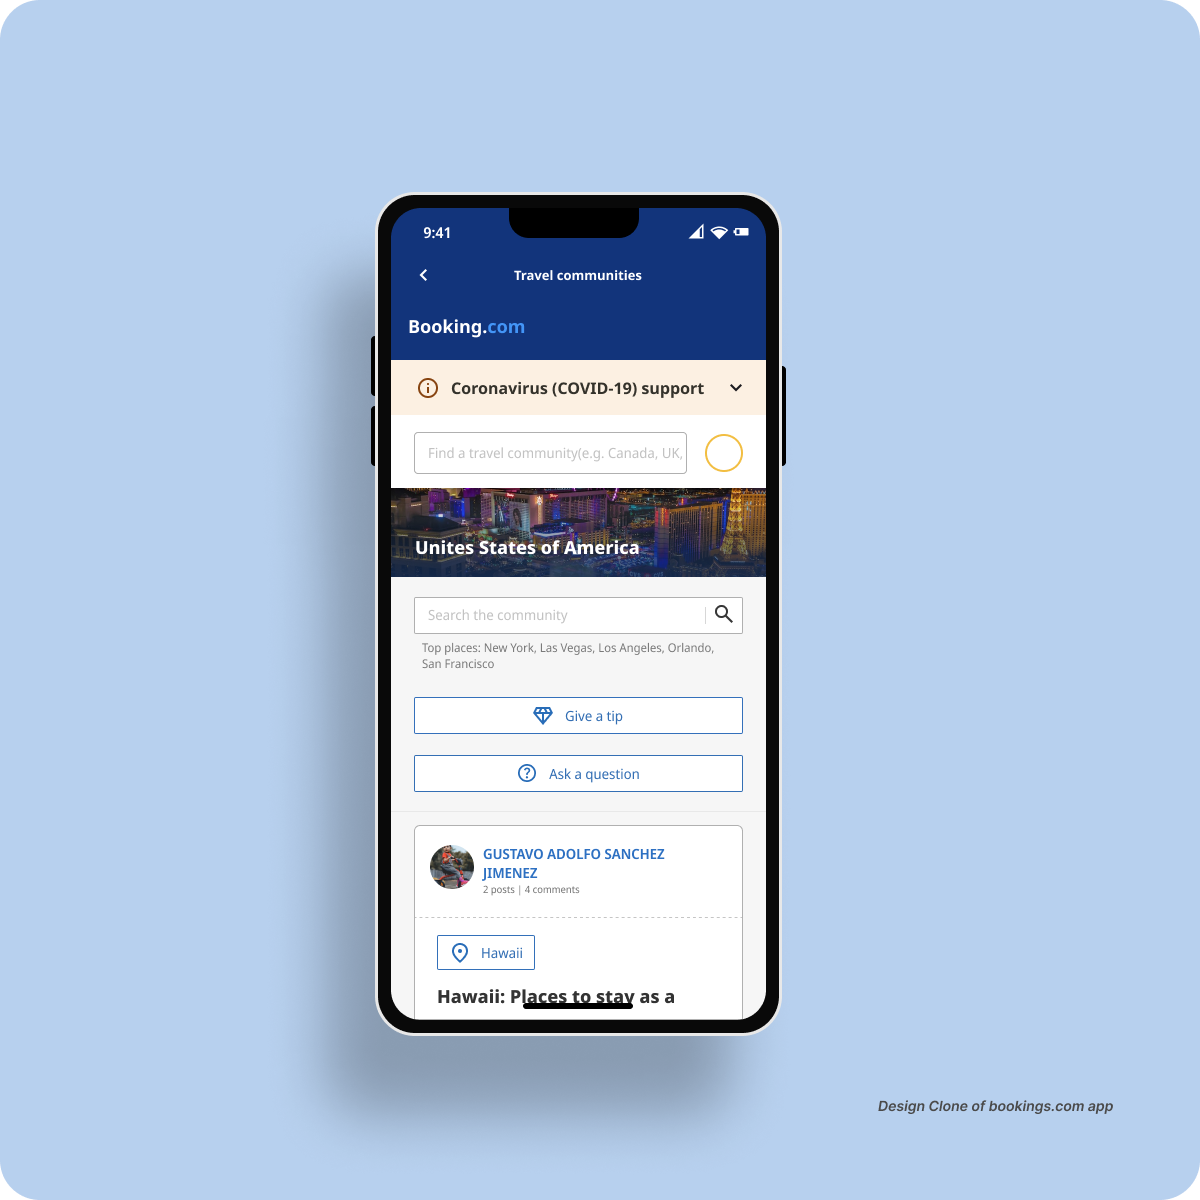 9:41
Travel communities
Booking.com
Coronavirus (COVID-19) support
Find a travel community(e.g. Canada, UK,
Unites States of America
Search the community
Top places: New York, Las Vegas, Los Angeles, Orlando,
San Francisco
Give a tip
Ask a question
GUSTAVO ADOLFO SANCHEZ
JIMENEZ
2 posts | 4 comments
Hawaii
Hawaii: Places to stay as a
Design Clone of bookings.com app